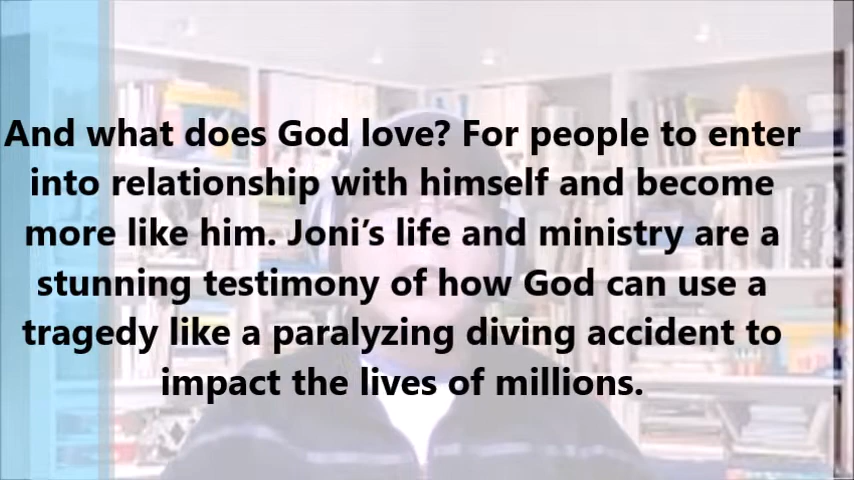 And what does God love? For people to enter
into relationship with himself and become
more like him. Joni’s life and ministry are a
stunning testimony of how God can use a
tragedy like a paralyzing diving accident to
impact the lives of millions.